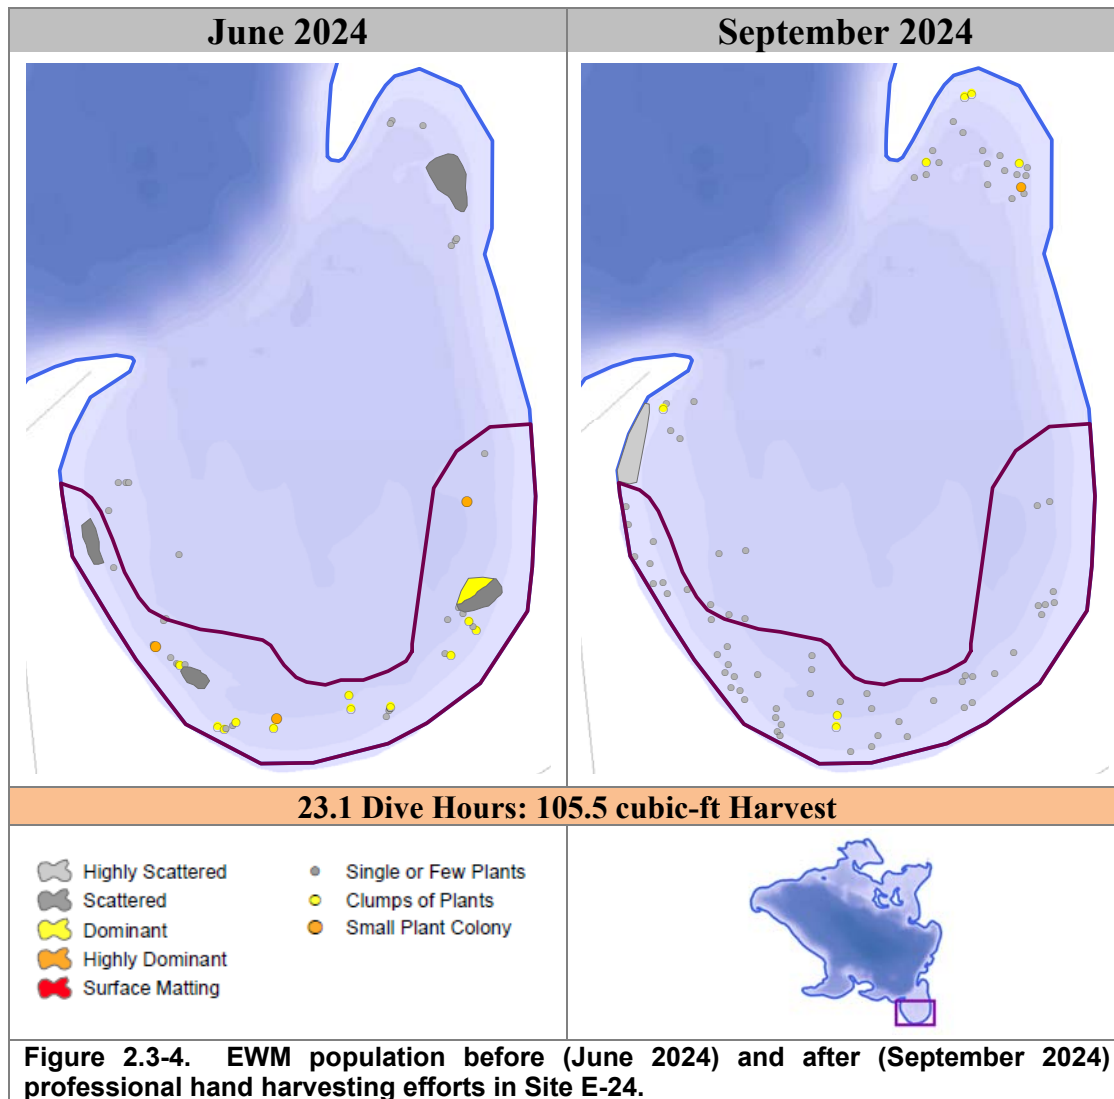 June 2024
September 2024
23.1 Dive Hours: 105.5 cubic-ft Harvest
Highly Scattered
Scattered
Dominant
Highly Dominant
Surface Matting
Single or Few Plants
Clumps of Plants
Small Plant Colony
Figure 2.3-4. EWM population before (June 2024) and after (September 2024)
professional hand harvesting efforts in Site E-24.